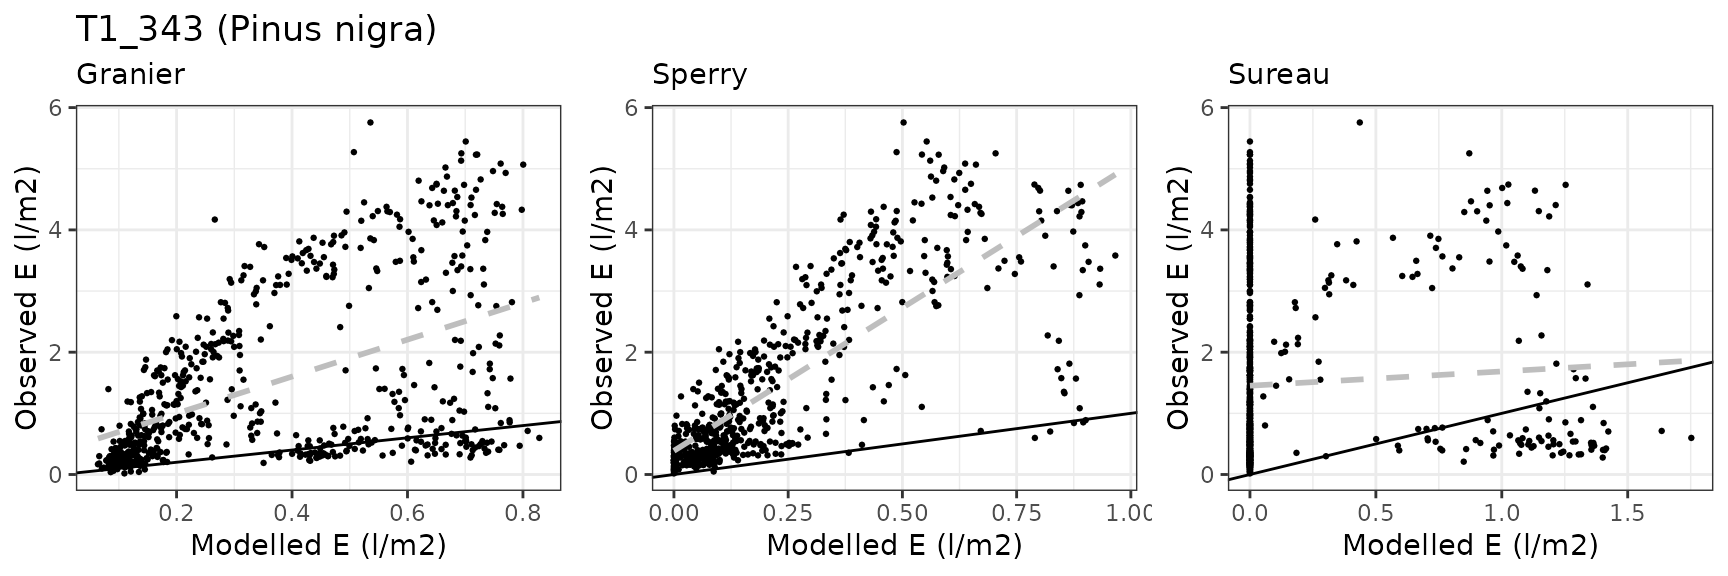 T1_343 (Pinus nigra)
Granier
Sperry
Sureau
Observed E (l/m2)
6
4
2
0
0.2 0.4 0.6 0.8
Modelled E (l/m2)
Observed E (l/m2)
6
4
2
0
0.00 0.25 0.50 0.75 1.00
Modelled E (l/m2)
Observed E (l/m2)
6
4
2
0
0.0 0.5 1.0 1.5
Modelled E (l/m2)